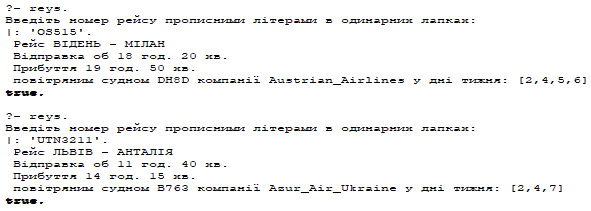 ?- reys.
Введіть номер рейсу прописними літерами в одинарних лапках:
|: 'OS515'.
Рейс ВІДЕНЬ - МІЛАН
Відправка об 18 год. 20 хв.
Прибуття 19 год. 50 хв.
повітряним судном DH8D компанії Austrian_Airlines у дні тижня: [2,4,5,6]
true.
?- reys.
Введіть номер рейсу прописними літерами в одинарних лапках:
|: 'UTN3211'.
Рейс ЛЬВІВ - АНТАЛІЯ
Відправка об 11 год. 40 хв.
Прибуття 14 год. 15 хв.
повітряним судном B763 компанії Azur_Air_Ukraine у дні тижня: [2,4,7]
true.